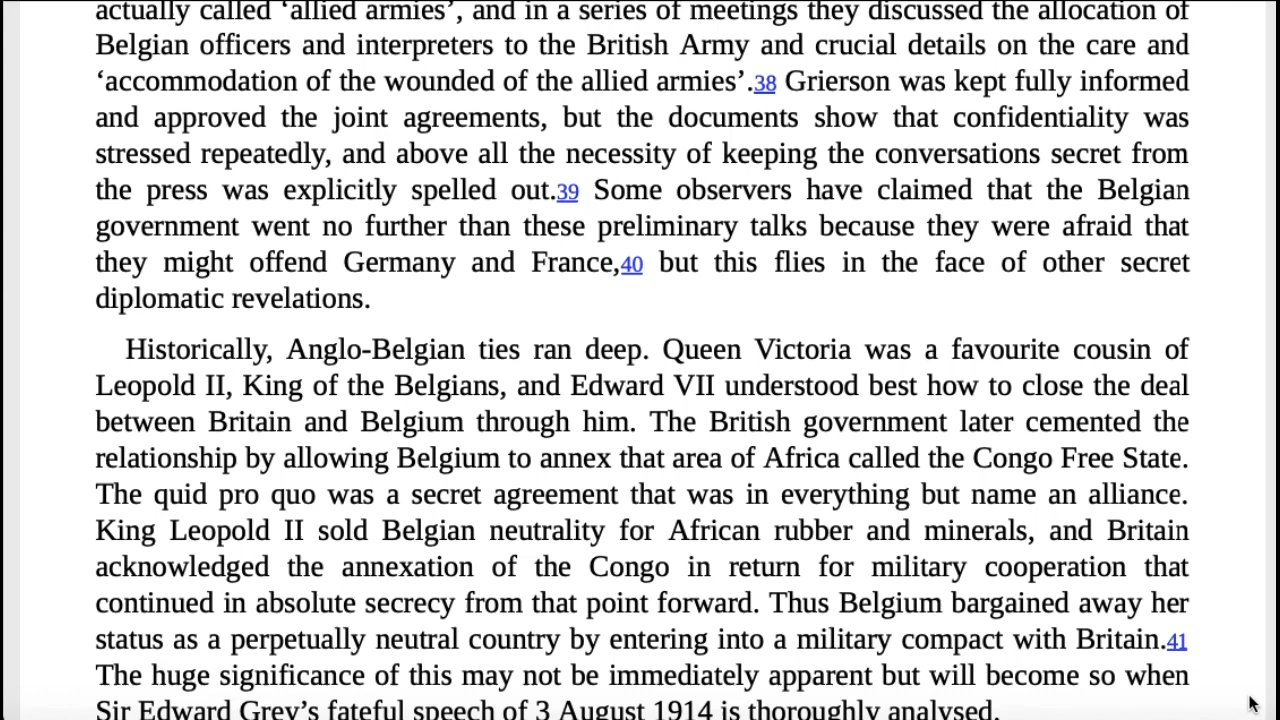 actually called ‘allied armies’, and in a series of meetings they discussed the allocation of
Belgian officers and interpreters to the British Army and crucial details on the care and
‘accommodation of the wounded of the allied armies’.38 Grierson was kept fully informed
and approved the joint agreements, but the documents show that confidentiality was
stressed repeatedly, and above all the necessity of keeping the conversations secret from
the press was explicitly spelled out.39 Some observers have claimed that the Belgian
government went no further than these preliminary talks because they were afraid that
they might offend Germany and France,40 but this flies in the face of other secret
diplomatic revelations.
Historically, Anglo-Belgian ties ran deep. Queen Victoria was a favourite cousin of
Leopold II, King of the Belgians, and Edward VII understood best how to close the deal
between Britain and Belgium through him. The British government later cemented the
relationship by allowing Belgium to annex that area of Africa called the Congo Free State.
The quid pro quo was a secret agreement that was in everything but name an alliance.
King Leopold II sold Belgian neutrality for African rubber and minerals, and Britain
acknowledged the annexation of the Congo in return for military cooperation that
continued in absolute secrecy from that point forward. Thus Belgium bargained away her
status as a perpetually neutral country by entering into a military compact with Britain.41
The huge significance of this may not be immediately apparent but will become so when
Sir Edward Grey’s fateful speech of 3 August 1914 is thoroughly analysed.